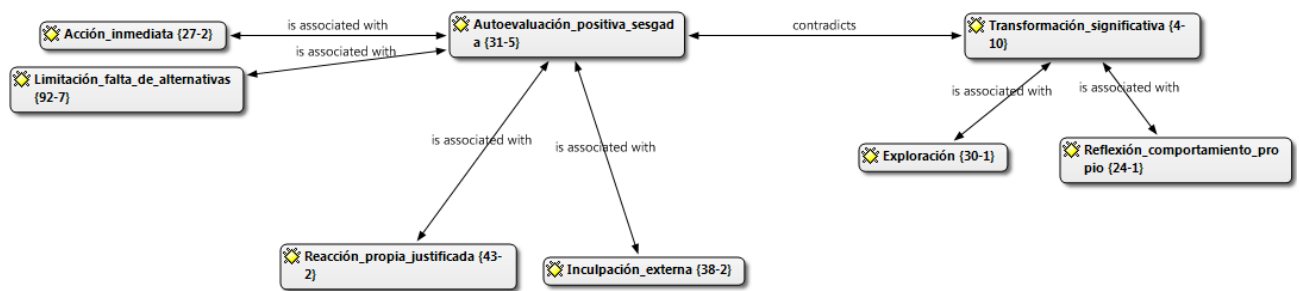 Acción_inmediata {27-2}
is associated with
Autoevaluación_positiva_sesgad
a {31-5}
contradicts
Transformación_significativa {4-
10}
is associated with
Limitación_falta_de_alternativas
{92-7}
is associated with
is associated with
is associated with
is associated with
Exploración {30-1}
Reflexión_comportamiento_pro
pio {24-1}
Reacción_propia_justificada {43-
2}
Inculpación_externa {38-2}